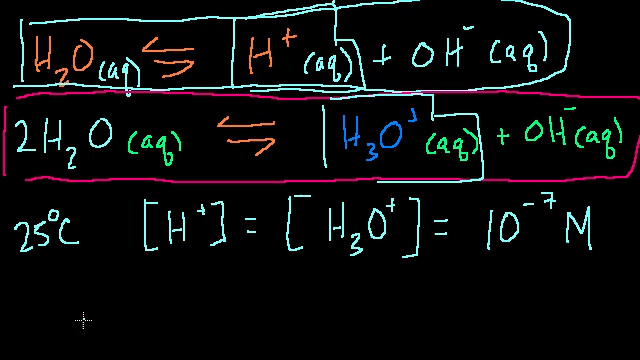 H₂O (aq) ⇌ H⁺ (aq) + OH⁻ (aq)
2H₂O (aq) ⇌ H₃O⁺ (aq) + OH⁻ (aq)
25°C [H⁺] = [H₃O⁺] = 10⁻⁷ M